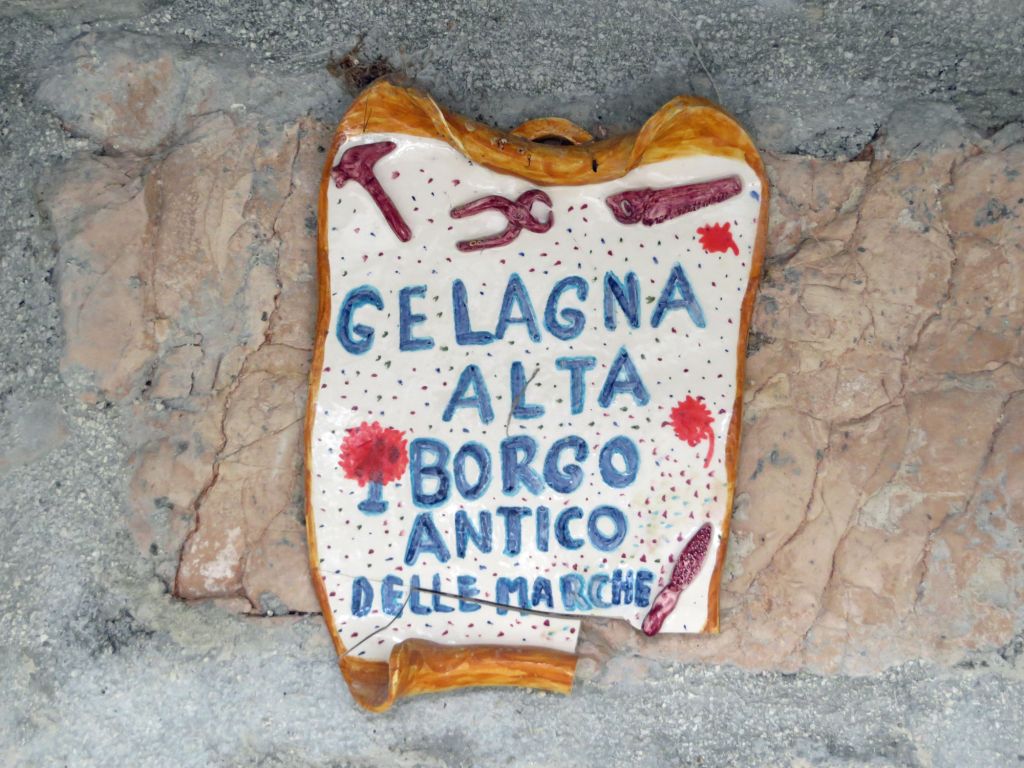 GELAGNA
ALTA
BORGO
ANTICO
DELLE MARCHE